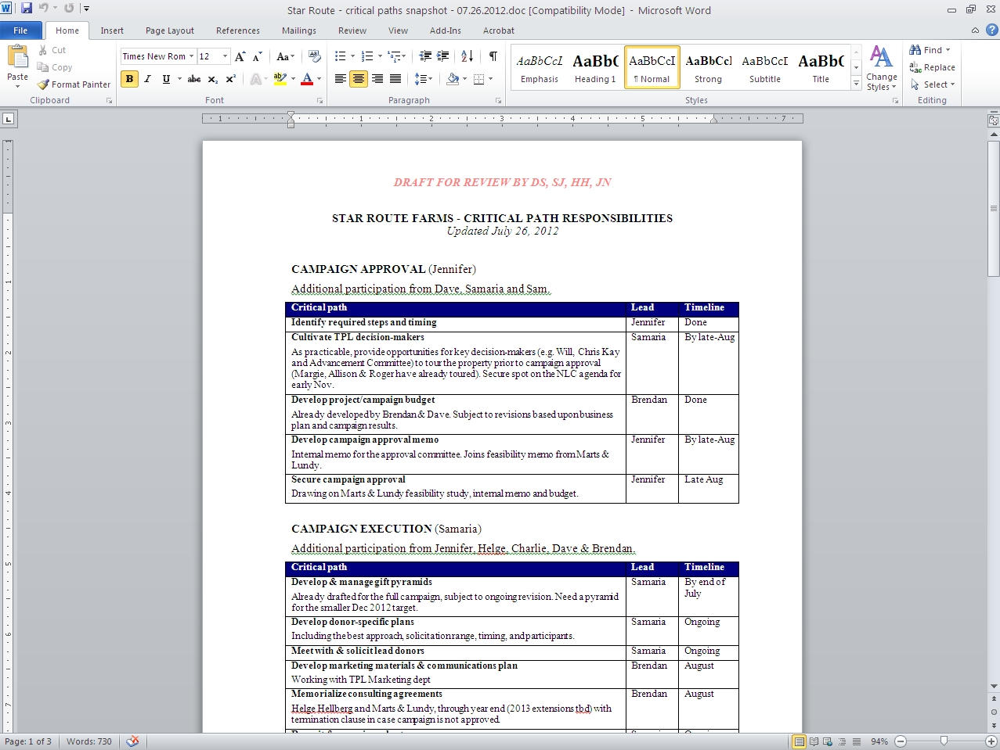 Star Route - critical paths snapshot - 07.26.2012.doc [Compatibility Mode] - Microsoft Word
File Home Insert Page Layout References Mailings Review View Add-Ins Acrobat
Paste
Cut
Copy
Format Painter
Clipboard
Times New Rom 12
B I U abc
Font
Paragraph
AaBbCcI AaBbC AaBbCcI AaBbCcl AaBbCcI AaBbC
Emphasis Heading 1 ¶ Normal Strong Subtitle Title
Change Styles
Styles
Find
Replace
Select
Editing
1 1 2 3 4 5 7
DRAFT FOR REVIEW BY DS, SJ, HH, JN
STAR ROUTE FARMS - CRITICAL PATH RESPONSIBILITIES
Updated July 26, 2012
CAMPAIGN APPROVAL (Jennifer)
Additional participation from Dave, Samaria and Sam.
Critical path Lead Timeline
Identify required steps and timing Jennifer Done
Cultivate TPL decision-makers Samaria By late-Aug
As practicable, provide opportunities for key decision-makers (e.g. Will, Chris Kay
and Advancement Committee) to tour the property prior to campaign approval
(Margie, Allison & Roger have already toured). Secure spot on the NLC agenda for
early Nov.
Develop project/campaign budget Brendan Done
Already developed by Brendan & Dave. Subject to revisions based upon business
plan and campaign results.
Develop campaign approval memo Jennifer By late-Aug
Internal memo for the approval committee. Joins feasibility memo from Marts &
Lundy.
Secure campaign approval Jennifer Late Aug
Drawing on Marts & Lundy feasibility study, internal memo and budget.
CAMPAIGN EXECUTION (Samaria)
Additional participation from Jennifer, Helge, Charlie, Dave & Brendan.
Critical path Lead Timeline
Develop & manage gift pyramids Samaria By end of
July
Already drafted for the full campaign, subject to ongoing revision. Need a pyramid
for the smaller Dec 2012 target.
Develop donor-specific plans Samaria Ongoing
Including the best approach, solicitation range, timing, and participants.
Meet with & solicit lead donors Samaria Ongoing
Develop marketing materials & communications plan Brendan August
Working with TPL Marketing dept
Memorialize consulting agreements Brendan August
Helge Hellberg and Marts & Lundy, through year end (2013 extensions tbd) with
termination clause in case campaign is not approved.
Page: 1 of 3 Words: 730 94%